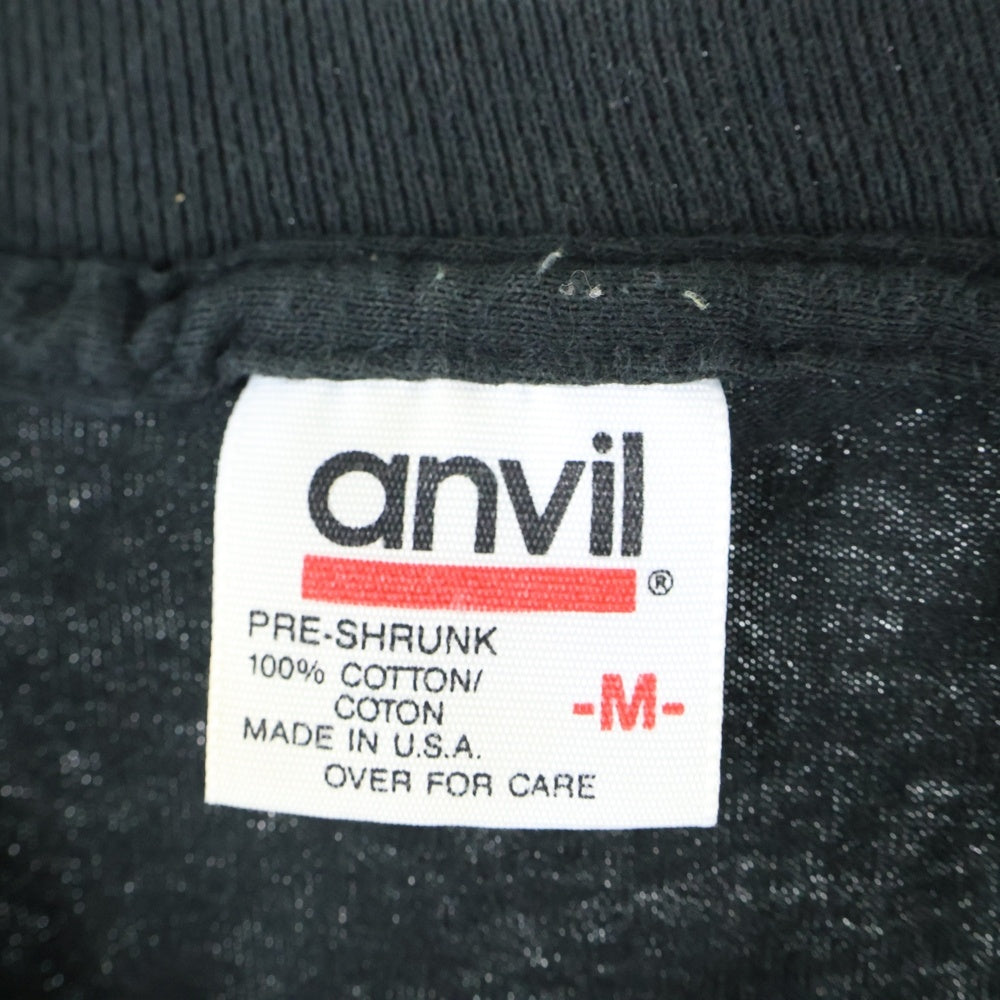 anvil
®
PRE-SHRUNK
100% COTTON/
COTON
-M-
MADE IN U.S.A.
OVER FOR CARE